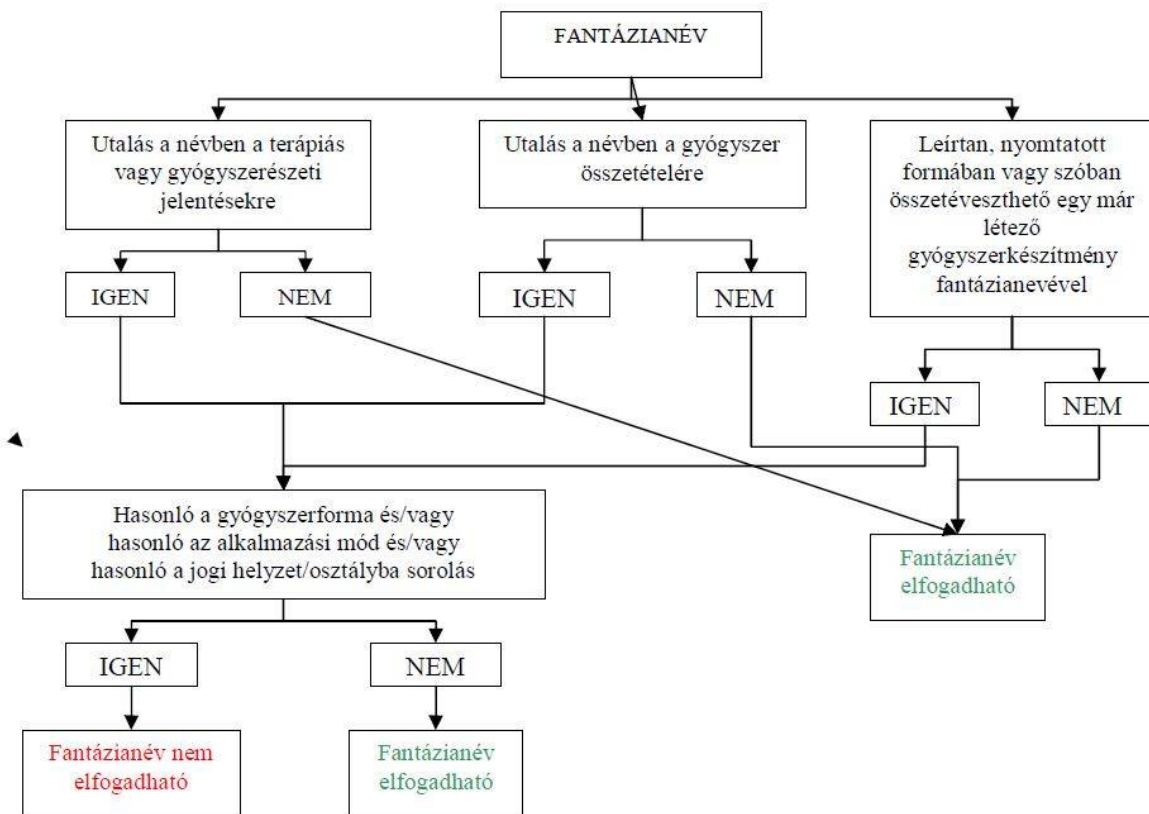 FANTÁZIANÉV
Utalás a névben a terápiás
vagy gyógyszerészeti
jelentésekre
Utalás a névben a gyógyszer
összetételére
Leírtan, nyomtatott
formában vagy szóban
összétéveszthető egy már
létező
gyógyszerkészítmény
fantázianevével
IGEN
NEM
IGEN
NEM
IGEN
NEM
Hasonló a gyógyszerforma és/vagy
hasonló az alkalmazási mód és/vagy
hasonló a jogi helyzet/osztályba sorolás
Fantázianév
elfogadható
IGEN
NEM
Fantázianév nem
elfogadható
Fantázianév
elfogadható